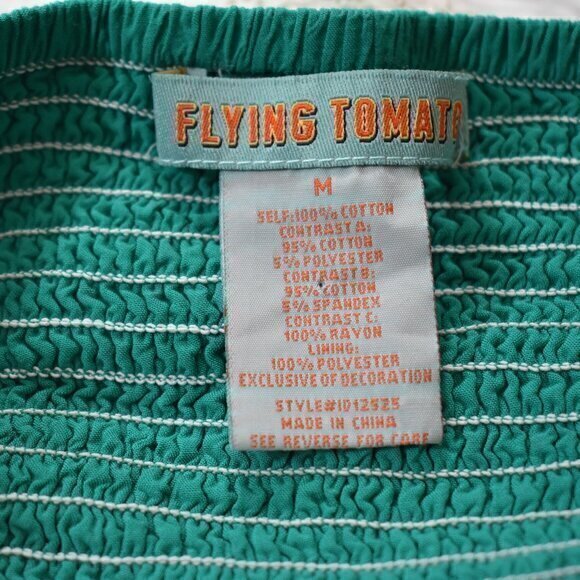 FLYING TOMATO
M
SELF:100% COTTON
CONTRAST A:
95% COTTON
5% POLYESTER
CONTRAST B:
95% COTTON
5% SPANDEX
CONTRAST C:
100% RAYON
LINING:
100% POLYESTER
EXCLUSIVE OF DECORATION
STYLE#ID12525
MADE IN CHINA
SEE REVERSE FOR CARE